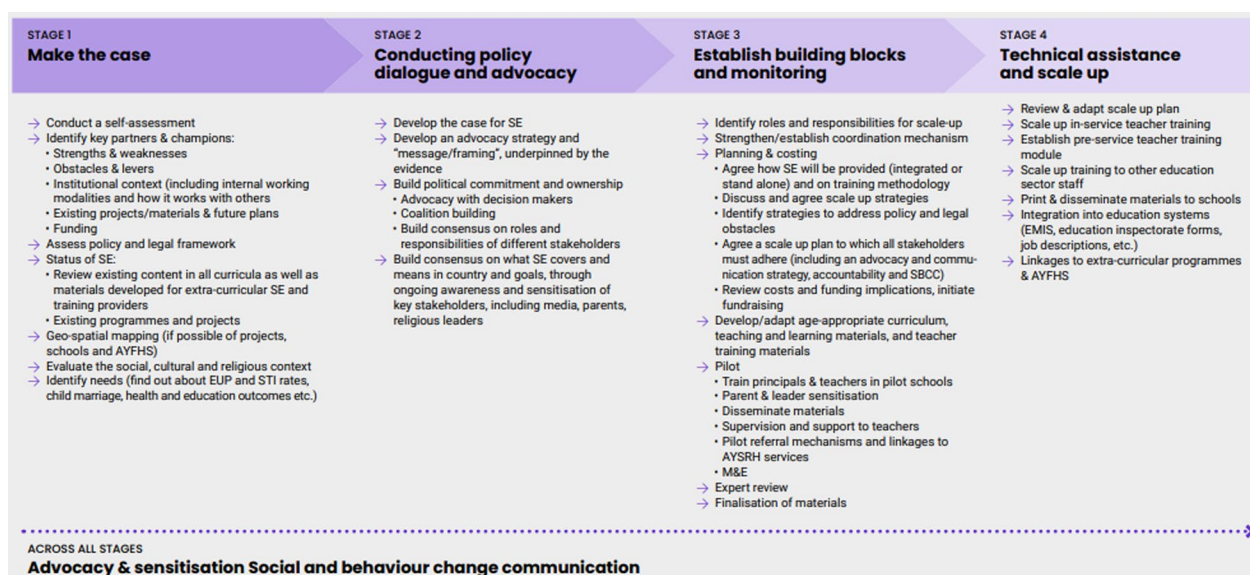 STAGE 1
Make the case
→ Conduct a self-assessment
→ Identify key partners & champions:
• Strengths & weaknesses
• Obstacles & levers
• Institutional context (including internal working
modalities and how it works with others
• Existing projects/materials & future plans
• Funding
→ Assess policy and legal framework
→ Status of SE:
• Review existing content in all curricula as well as
materials developed for extra-curricular SE and
training providers
• Existing programmes and projects
→ Geo-spatial mapping (if possible of projects,
schools and AYFHS)
→ Evaluate the social, cultural and religious context
→ Identify needs (find out about EUP and STI rates,
child marriage, health and education outcomes etc.)
STAGE 2
Conducting policy
dialogue and advocacy
→ Develop the case for SE
→ Develop an advocacy strategy and
"message/framing", underpinned by the
evidence
→ Build political commitment and ownership
• Advocacy with decision makers
• Coalition building
• Build consensus on roles and
responsibilities of different stakeholders
→ Build consensus on what SE covers and
means in country and goals, through
ongoing awareness and sensitisation of
key stakeholders, including media, parents,
religious leaders
STAGE 3
Establish building blocks
and monitoring
→ Identify roles and responsibilities for scale-up
→ Strengthen/establish coordination mechanism
→ Planning & costing
• Agree how SE will be provided (integrated or
stand alone) and on training methodology
• Discuss and agree scale up strategies
• Identify strategies to address policy and legal
obstacles
• Agree a scale up plan to which all stakeholders
must adhere (including an advocacy and commu-
nication strategy, accountability and SBCC)
• Review costs and funding implications, initiate
fundraising
→ Develop/adapt age-appropriate curriculum,
teaching and learning materials, and teacher
training materials
→ Pilot
• Train principals & teachers in pilot schools
• Parent & leader sensitisation
• Disseminate materials
• Supervision and support to teachers
• Pilot referral mechanisms and linkages to
AYSRH services
• M&E
→ Expert review
→ Finalisation of materials
STAGE 4
Technical assistance
and scale up
→ Review & adapt scale up plan
→ Scale up in-service teacher training
→ Establish pre-service teacher training
module
→ Scale up training to other education
sector staff
→ Print & disseminate materials to schools
→ Integration into education systems
(EMIS, education inspectorate forms,
job descriptions, etc.)
→ Linkages to extra-curricular programmes
& AYFHS
ACROSS ALL STAGES
Advocacy & sensitisation Social and behaviour change communication